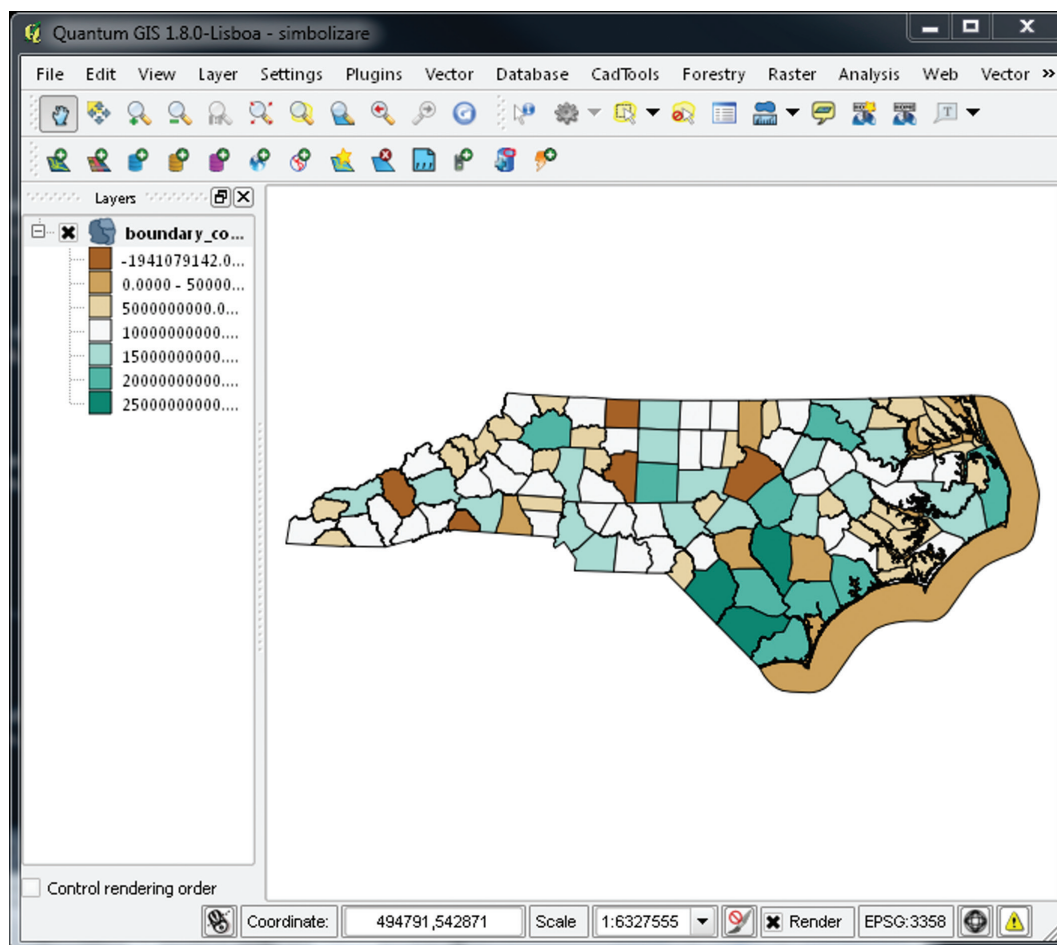 Quantum GIS 1.8.0-Lisboa - simbolizare
File Edit View Layer Settings Plugins Vector Database CadTools Forestry Raster Analysis Web Vector »
Layers
boundary_co...
-1941079142.0...
0.0000 - 50000...
5000000000.0...
10000000000....
15000000000....
20000000000....
25000000000....
Control rendering order
Coordinate: 494791,542871 Scale 1:6327555 Render EPSG:3358